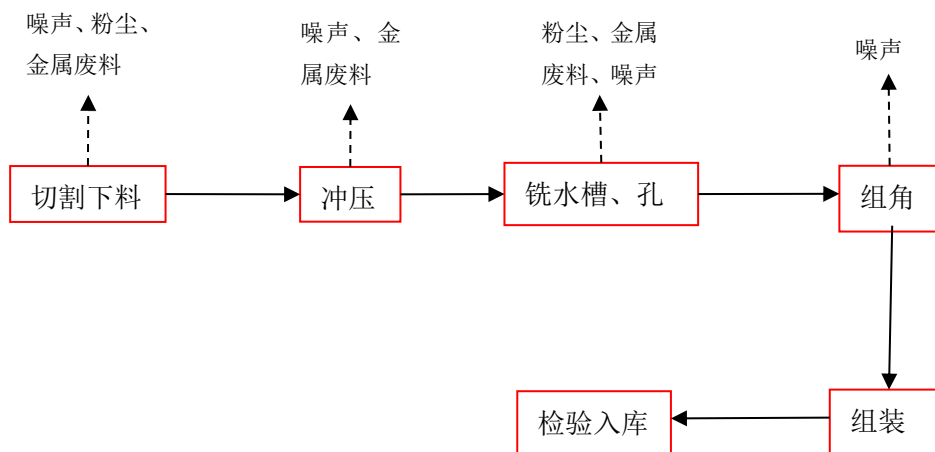 噪声、粉尘、
金属废料
噪声、金
属废料
粉尘、金属
废料、噪声
噪声
切割下料
冲压
铣水槽、孔
组角
检验入库
组装